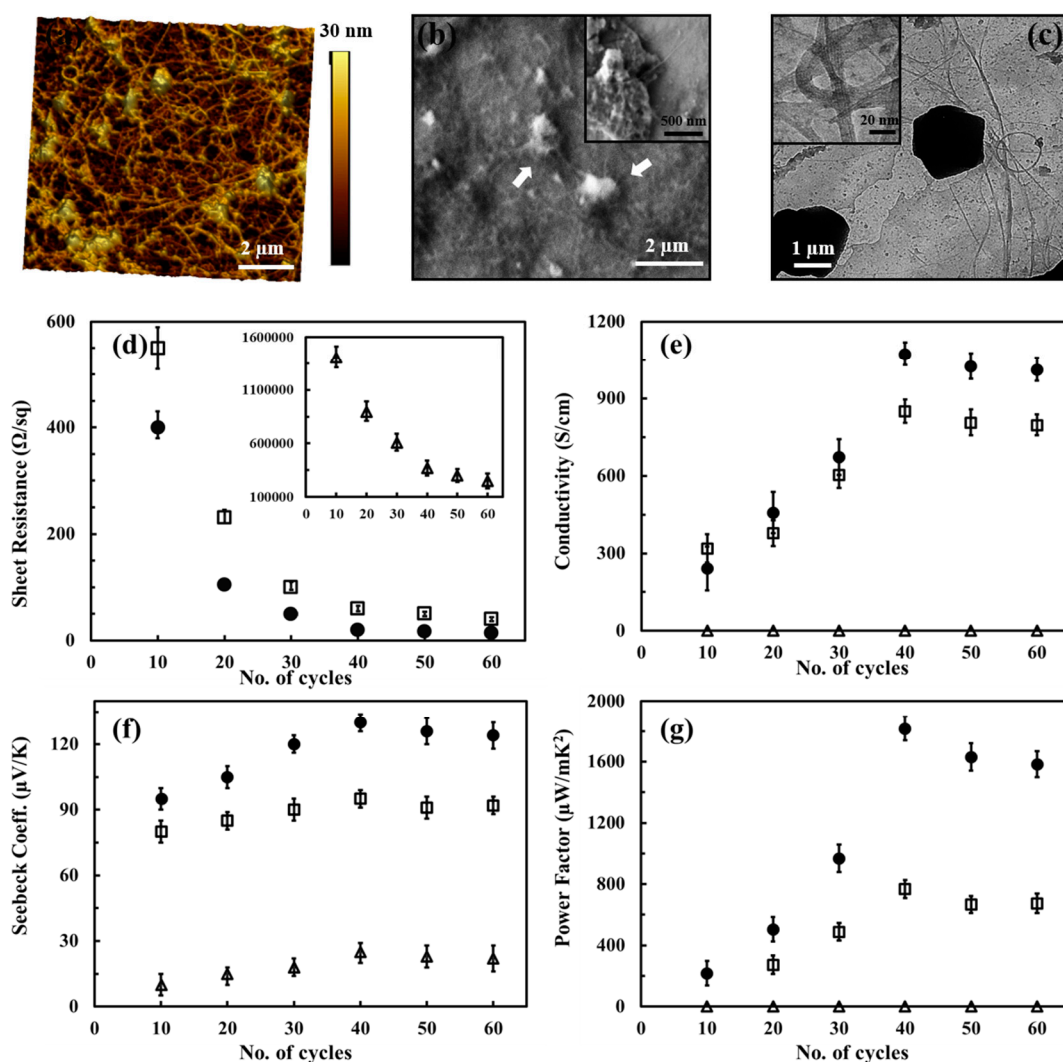 (a)
30 nm
2 μm
(b)
500 nm
2 μm
(c)
20 nm
1 μm
(d)
Sheet Resistance (Ω/sq)
600
400
200
0
0 10 20 30 40 50 60
No. of cycles
1600000
1100000
600000
100000
0 10 20 30 40 50 60
(e)
Conductivity (S/cm)
1200
900
600
300
0
0 10 20 30 40 50 60
No. of cycles
(f)
Seebeck Coeff. (μV/K)
120
90
60
30
0
0 10 20 30 40 50 60
No. of cycles
(g)
Power Factor (μW/mK²)
2000
1600
1200
800
400
0
0 10 20 30 40 50 60
No. of cycles